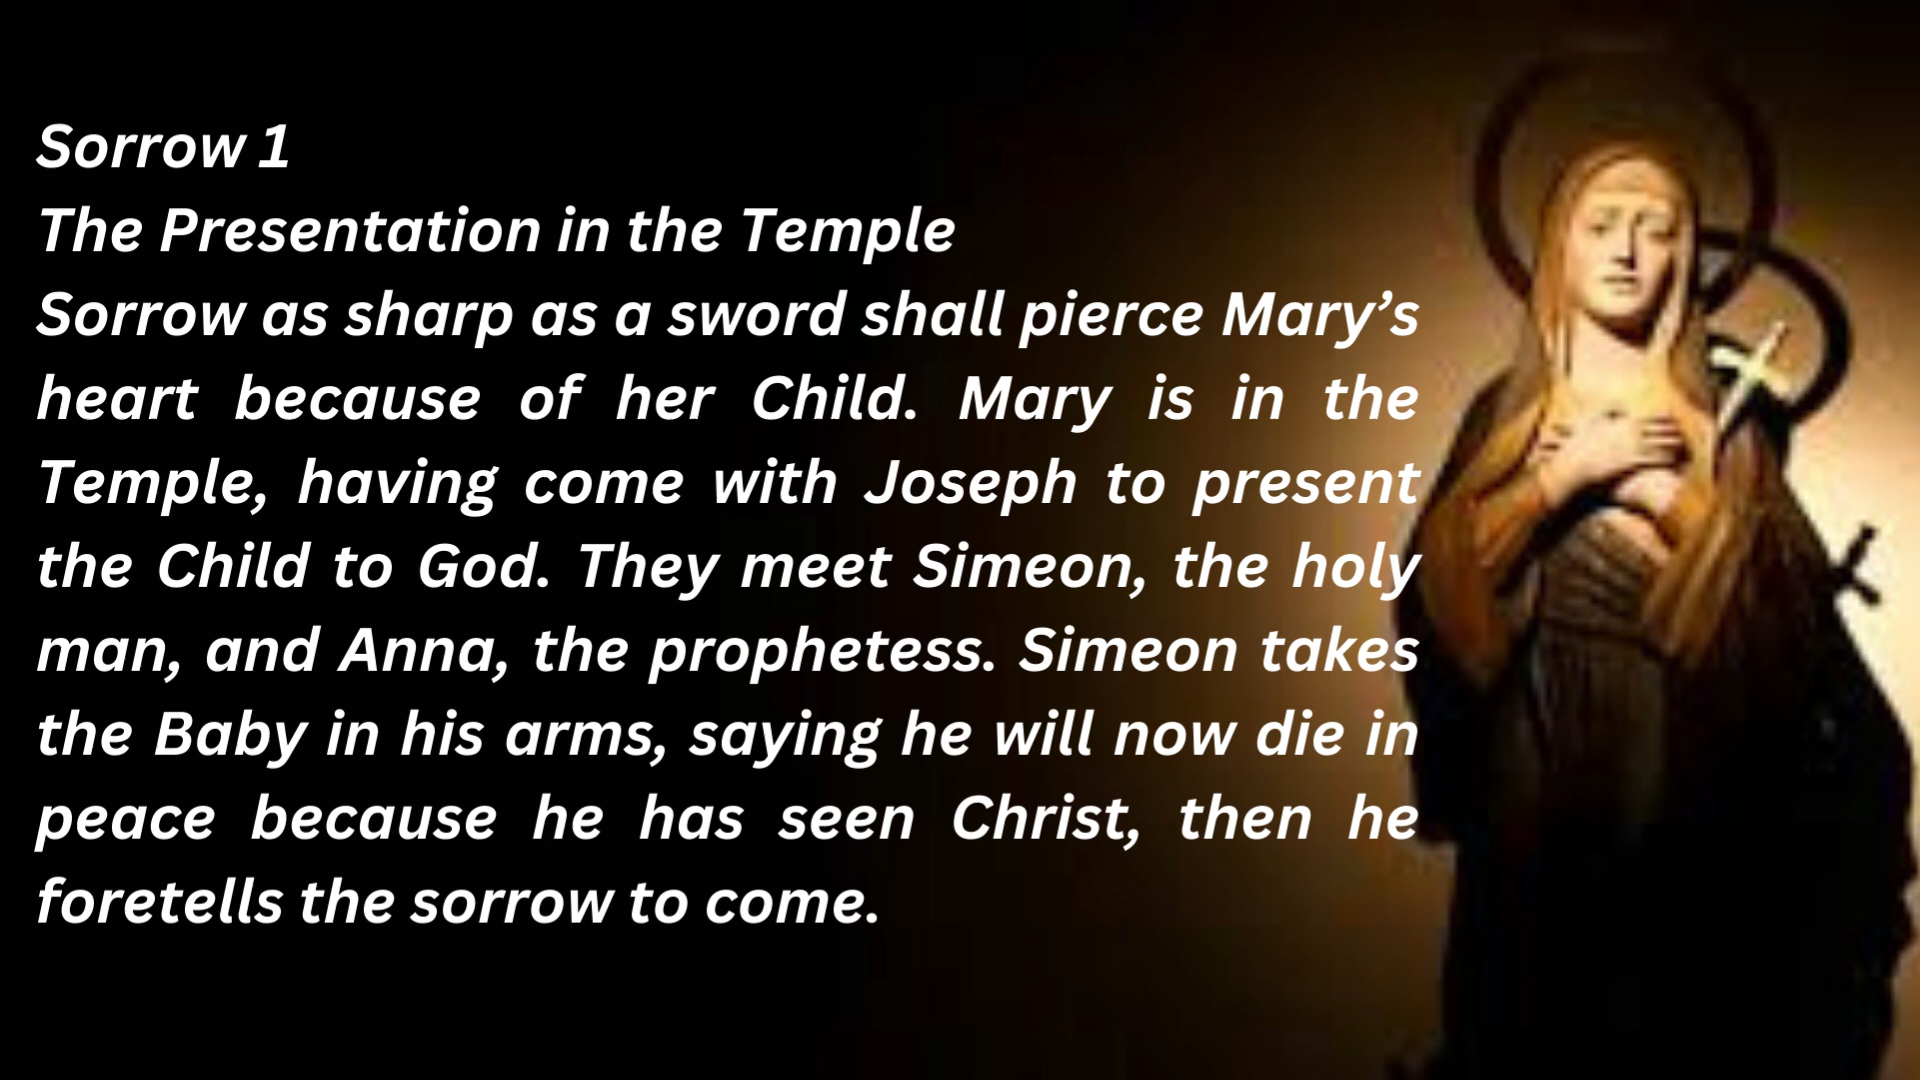 Sorrow 1
The Presentation in the Temple
Sorrow as sharp as a sword shall pierce Mary’s
heart because of her Child. Mary is in the
Temple, having come with Joseph to present
the Child to God. They meet Simeon, the holy
man, and Anna, the prophetess. Simeon takes
the Baby in his arms, saying he will now die in
peace because he has seen Christ, then he
foretells the sorrow to come.